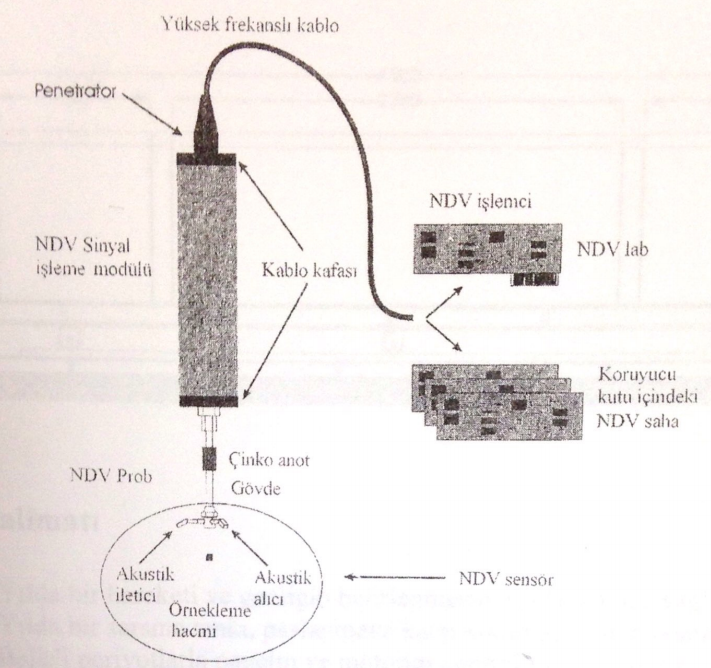 Yüksek frekanslı kablo
Penetrator
NDV işlemci
NDV Sinyal
işleme modülü
Kablo kafası
NDV lab
Koruyucu
kutu içindeki
NDV saha
Çinko anot
NDV Prob
Gövde
Akustik
iletici
Akustik
alıcı
Örnekleme
hacmi
NDV sensör